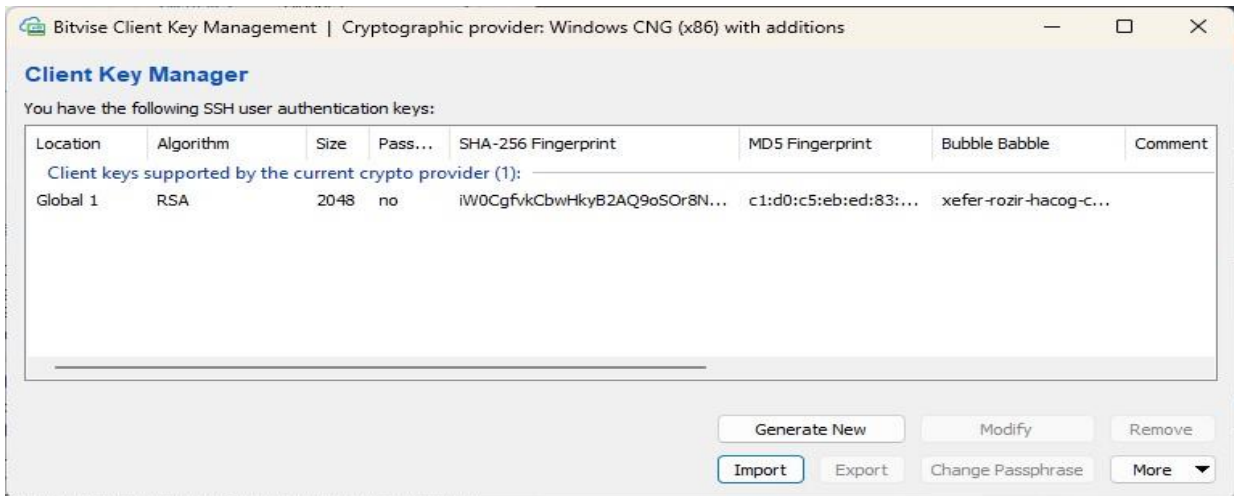 Bitvise Client Key Management | Cryptographic provider: Windows CNG (x86) with additions
Client Key Manager
You have the following SSH user authentication keys:
Location Algorithm Size Pass... SHA-256 Fingerprint MD5 Fingerprint Bubble Babble Comment
Client keys supported by the current crypto provider (1):
Global 1 RSA 2048 no iW0CgfvkCbwHkyB2AQ9oSOr8N... c1:d0:c5:eb:ed:83:... xefer-rozir-hacog-c...
Generate New Modify Remove
Import Export Change Passphrase More